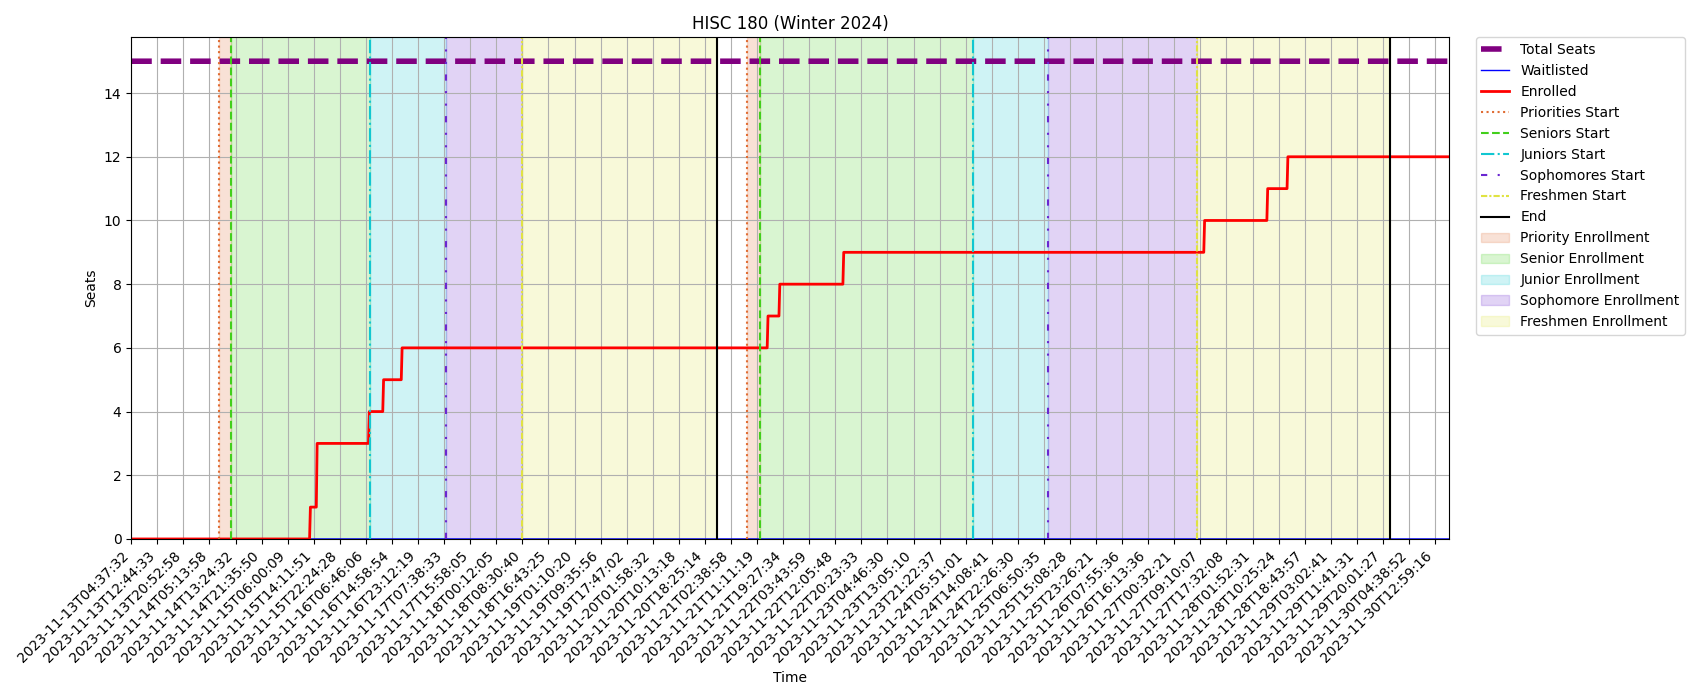 HISC 180 (Winter 2024)
Seats
14
12
10
8
6
4
2
0
2023-11-13T04:37:32
2023-11-13T12:44:33
2023-11-13T20:52:58
2023-11-14T05:13:58
2023-11-14T13:24:32
2023-11-14T21:35:50
2023-11-15T06:00:09
2023-11-15T14:11:51
2023-11-15T22:24:28
2023-11-16T06:46:06
2023-11-16T14:58:54
2023-11-16T23:12:19
2023-11-17T07:38:33
2023-11-17T15:58:05
2023-11-18T00:12:05
2023-11-18T08:30:40
2023-11-18T16:43:25
2023-11-19T01:10:20
2023-11-19T09:35:56
2023-11-19T17:47:02
2023-11-20T01:58:32
2023-11-20T10:13:18
2023-11-20T18:25:14
2023-11-21T02:38:58
2023-11-21T11:11:19
2023-11-21T19:27:34
2023-11-22T03:43:59
2023-11-22T12:05:48
2023-11-22T20:23:33
2023-11-23T04:46:30
2023-11-23T13:05:10
2023-11-23T21:22:37
2023-11-24T05:51:01
2023-11-24T14:08:41
2023-11-24T22:26:30
2023-11-25T06:50:35
2023-11-25T15:08:28
2023-11-25T23:26:21
2023-11-26T07:55:36
2023-11-26T16:13:36
2023-11-27T00:32:21
2023-11-27T09:10:07
2023-11-27T17:32:08
2023-11-28T01:52:31
2023-11-28T10:25:24
2023-11-28T18:43:57
2023-11-29T03:02:41
2023-11-29T11:41:31
2023-11-29T20:01:27
2023-11-30T04:38:52
2023-11-30T12:59:16
Time
Total Seats
Waitlisted
Enrolled
Priorities Start
Seniors Start
Juniors Start
Sophomores Start
Freshmen Start
End
Priority Enrollment
Senior Enrollment
Junior Enrollment
Sophomore Enrollment
Freshmen Enrollment